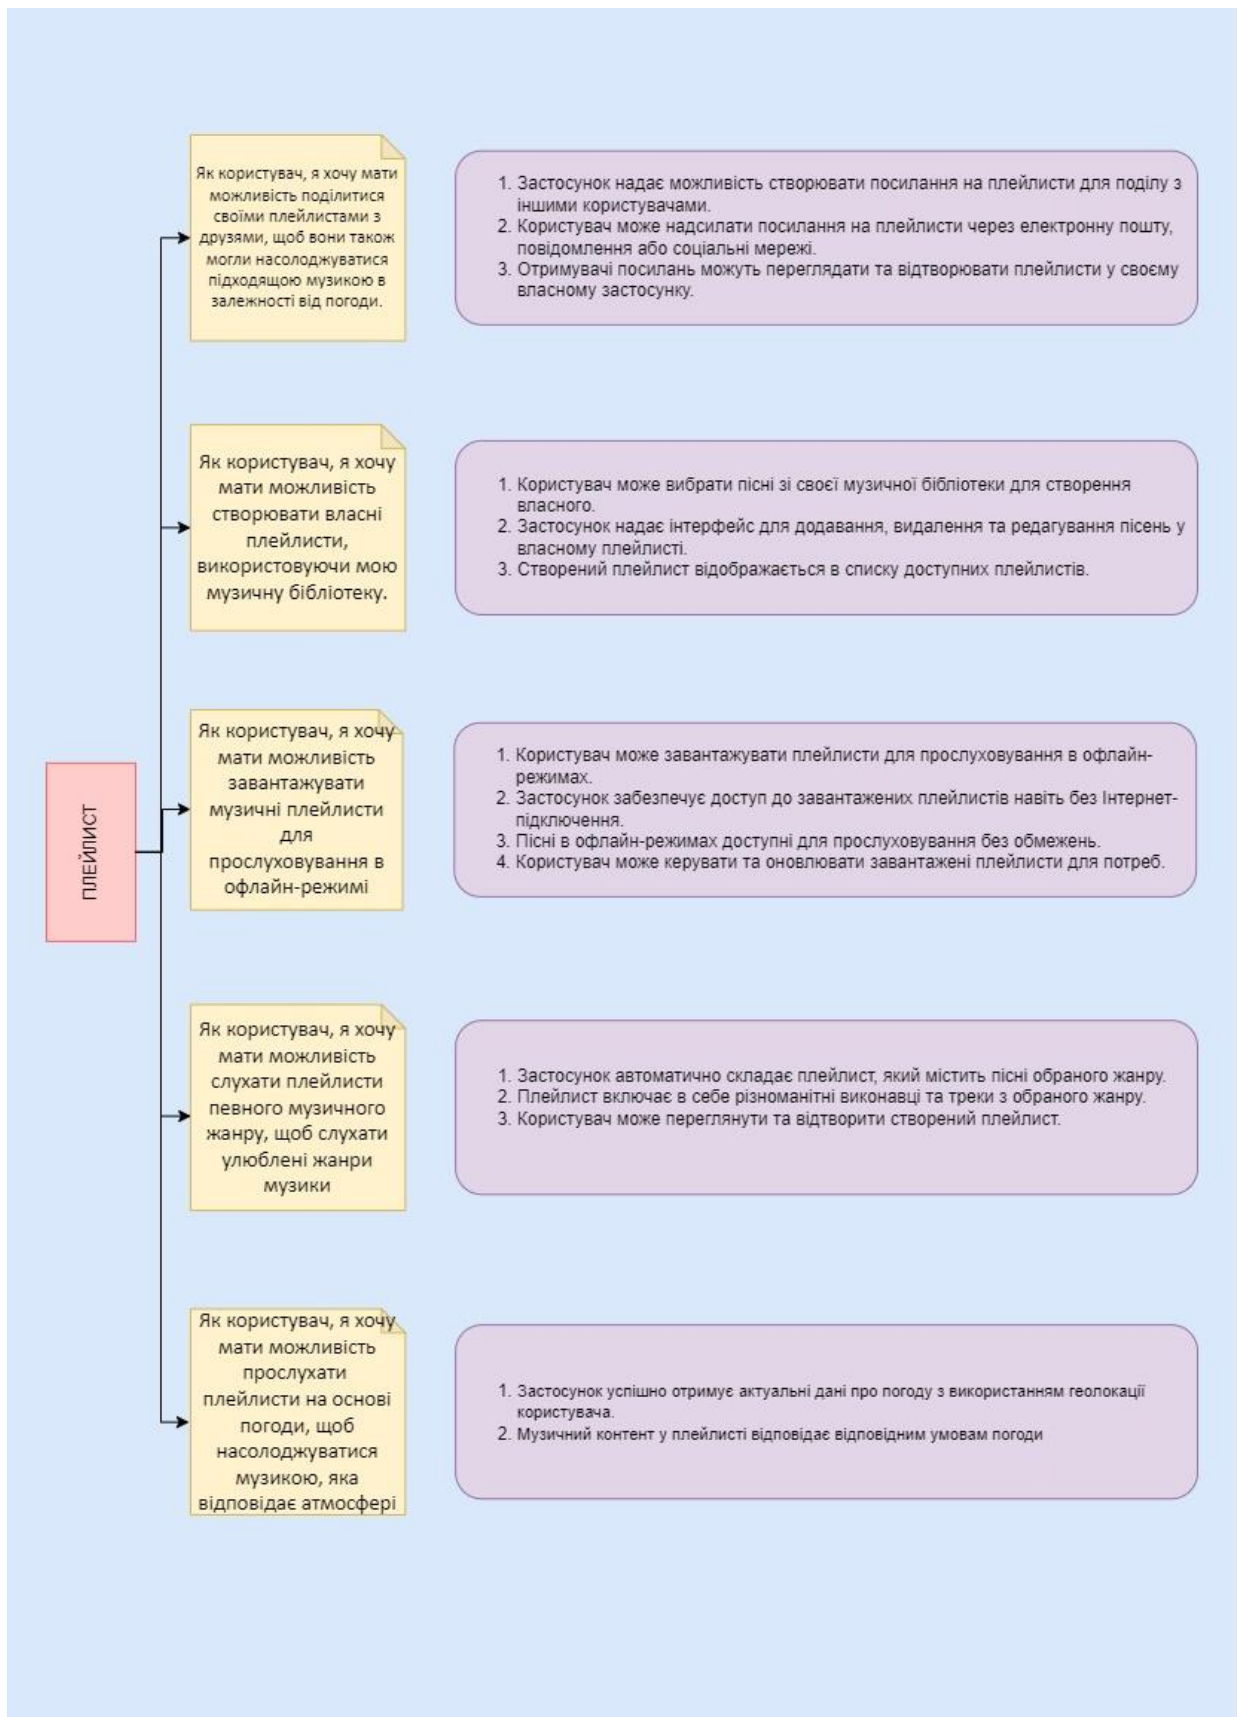 Як користувач, я хочу мати
можливість поділитися
своїми плейлистами з
друзями, щоб вони також
могли насолоджуватися
підходящою музикою в
залежності від погоди.
1. Застосунок надає можливість створювати посилання на плейлисти для поділу з
іншими користувачами.
2. Користувач може надсилати посилання на плейлисти через електронну пошту,
повідомлення або соціальні мережі.
3. Отримувачі посилань можуть переглядати та відтворювати плейлисти у своєму
власному застосунку.
Як користувач, я хочу
мати можливість
створювати власні
плейлисти,
використовуючи мою
музичну бібліотеку.
1. Користувач може вибрати пісні зі своєї музичної бібліотеки для створення
власного.
2. Застосунок надає інтерфейс для додавання, видалення та редагування пісень у
власному плейлисті.
3. Створений плейлист відображається в списку доступних плейлистів.
ПЛЕЙЛИСТ
Як користувач, я хочу
мати можливість
завантажувати
музичні плейлисти
для
прослуховування в
офлайн-режимі
1. Користувач може завантажувати плейлисти для прослуховування в офлайн-
режимах.
2. Застосунок забезпечує доступ до завантажених плейлистів навіть без Інтернет-
підключення.
3. Пісні в офлайн-режимах доступні для прослуховування без обмежень.
4. Користувач може керувати та оновлювати завантажені плейлисти для потреб.
Як користувач, я хочу
мати можливість
слухати плейлисти
певного музичного
жанру, щоб слухати
улюблені жанри
музики
1. Застосунок автоматично складає плейлист, який містить пісні обраного жанру.
2. Плейлист включає в себе різноманітні виконавці та треки з обраного жанру.
3. Користувач може переглянути та відтворити створений плейлист.
Як користувач, я хочу
мати можливість
прослухати
плейлисти на основі
погоди, щоб
насолоджуватися
музикою, яка
відповідає атмосфері
1. Застосунок успішно отримує актуальні дані про погоду з використанням геолокації
користувача.
2. Музичний контент у плейлисті відповідає відповідним умовам погоди